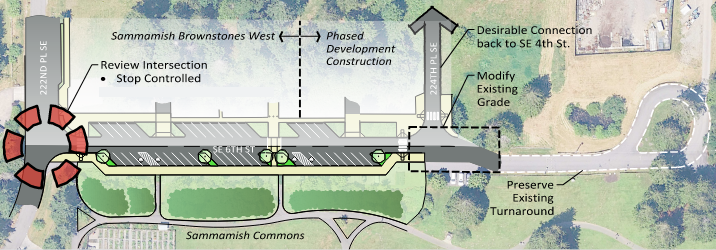 Sammamish Brownstones West
Phased
Development
Construction
Desirable Connection
back to SE 4th St.
222ND PL SE
224TH PL SE
Review Intersection
• Stop Controlled
Modify
Existing
Grade
SE 6TH ST
Preserve
Existing
Turnaround
Sammamish Commons